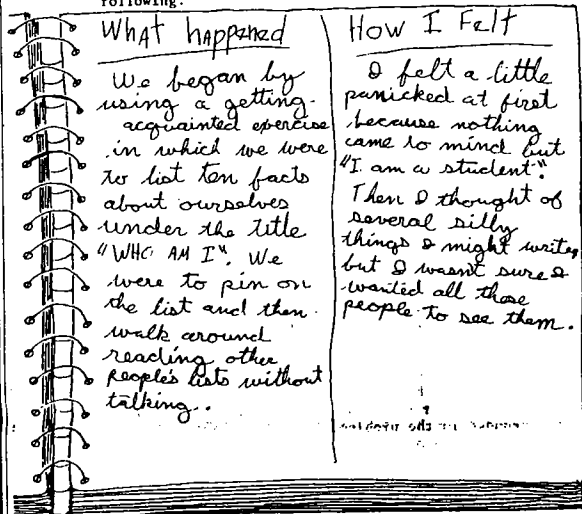 following:
What happened
We began by
using a getting-
acquainted exercise
in which we were
to list ten facts
about ourselves
under the title
"WHO AM I". We
were to pin on
the list and then
walk around
reading other
people's lists without
talking.
How I Felt
I felt a little
panicked at first
because nothing
came to mind but
"I am a student".
Then I thought of
several silly
things I might write,
but I wasn't sure I
wanted all those
people to see them.